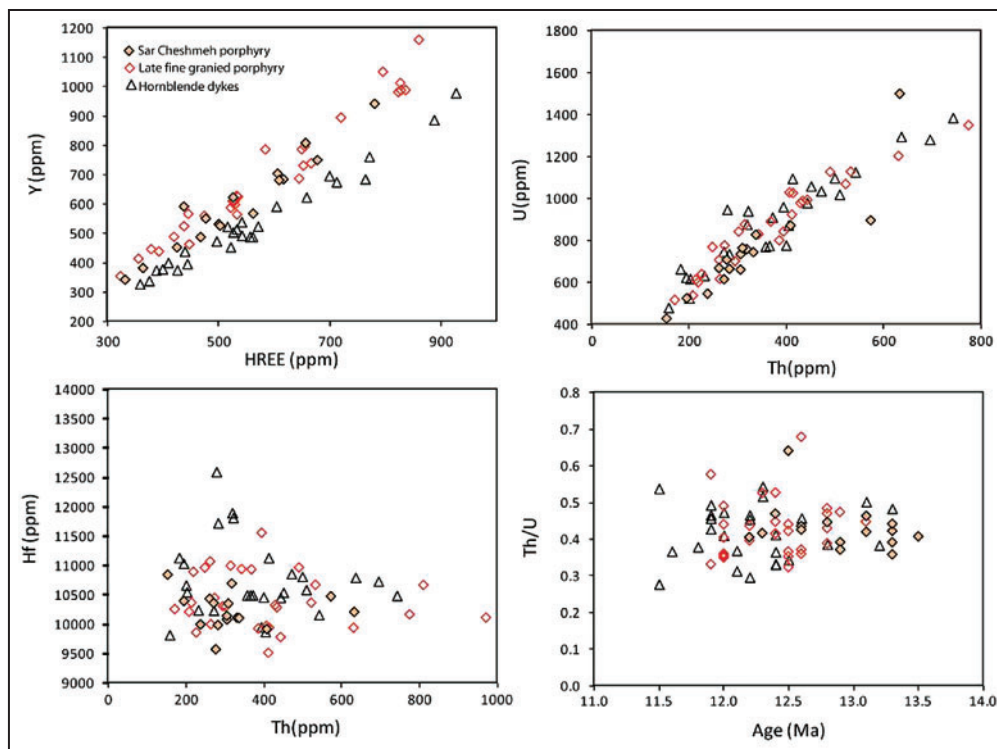 1200
1100
1000
900
800
700
600
500
400
300
200
Y (ppm)
Sar Cheshmeh porphyry
Late fine granied porphyry
Hornblende dykes
300 500 700 900
HREE (ppm)
1800
1600
1400
1200
1000
800
600
400
U(ppm)
0 200 400 600 800
Th(ppm)
14000
13500
13000
12500
12000
11500
11000
10500
10000
9500
9000
Hf (ppm)
0 200 400 600 800 1000
Th(ppm)
0.8
0.7
0.6
0.5
0.4
0.3
0.2
0.1
0.0
Th/U
11.0 11.5 12.0 12.5 13.0 13.5 14.0
Age (Ma)